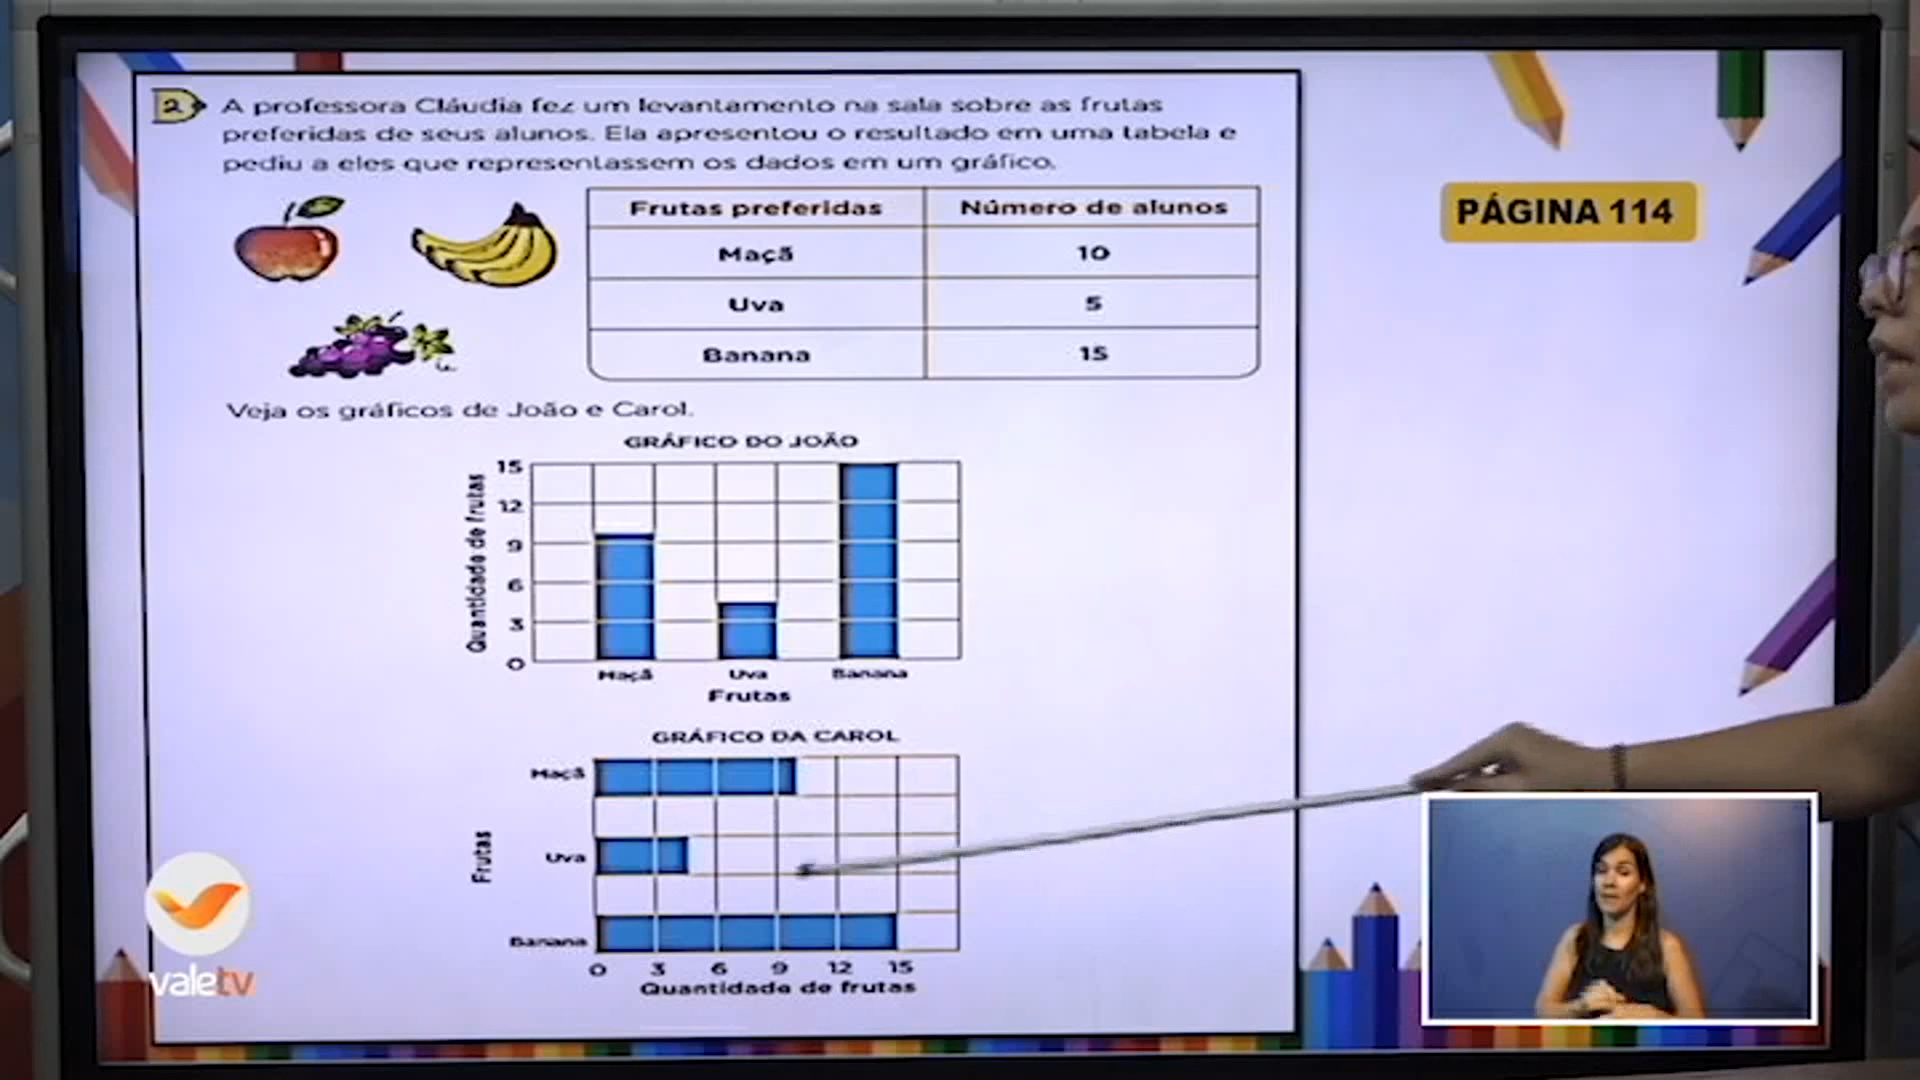 2 A professora Cláudia fez um levantamento na sala sobre as frutas
preferidas de seus alunos. Ela apresentou o resultado em uma tabela e
pediu a eles que representassem os dados em um gráfico.
PÁGINA 114
Frutas preferidas Número de alunos
Maçã 10
Uva 5
Banana 15
Veja os gráficos de João e Carol.
GRÁFICO DO JOÃO
Quantidade de frutas
15
12
9
6
3
0
Maçã Uva Banana
Frutas
GRÁFICO DA CAROL
Frutas
Maçã
Uva
Banana
0 3 6 9 12 15
Quantidade de frutas
valetv